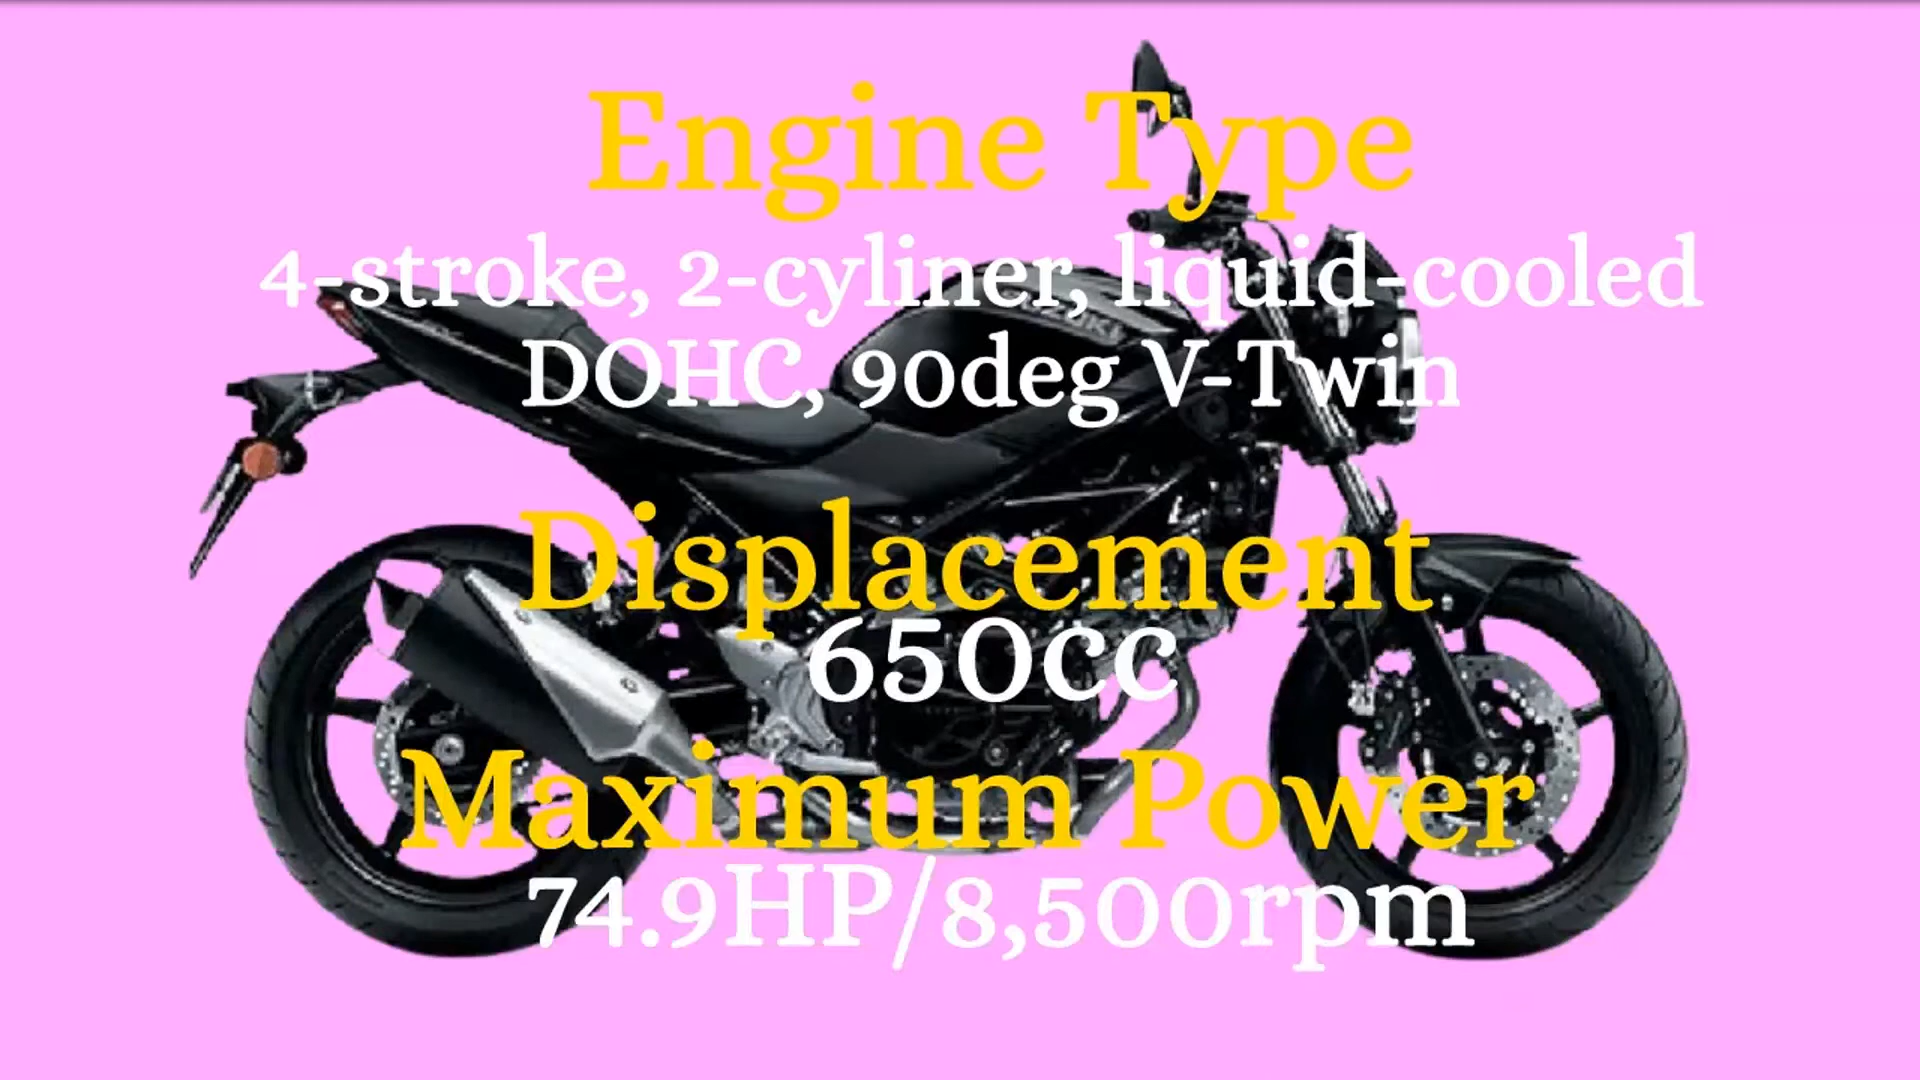 Engine Type
4-stroke, 2-cyliner, liquid-cooled
DOHC, 90deg V-Twin
SUZUKI
Displacement
650cc
Maximum Power
74.9HP/8,500rpm